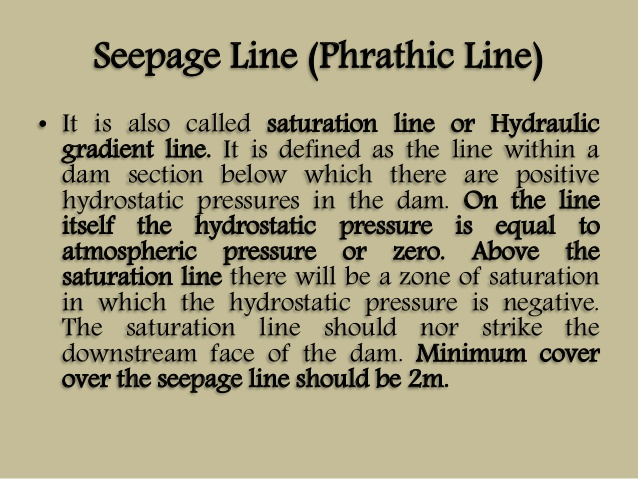 Seepage Line (Phrathic Line)
• It is also called saturation line or Hydraulic
gradient line. It is defined as the line within a
dam section below which there are positive
hydrostatic pressures in the dam. On the line
itself the hydrostatic pressure is equal to
atmospheric pressure or zero. Above the
saturation line there will be a zone of saturation
in which the hydrostatic pressure is negative.
The saturation line should nor strike the
downstream face of the dam. Minimum cover
over the seepage line should be 2m.